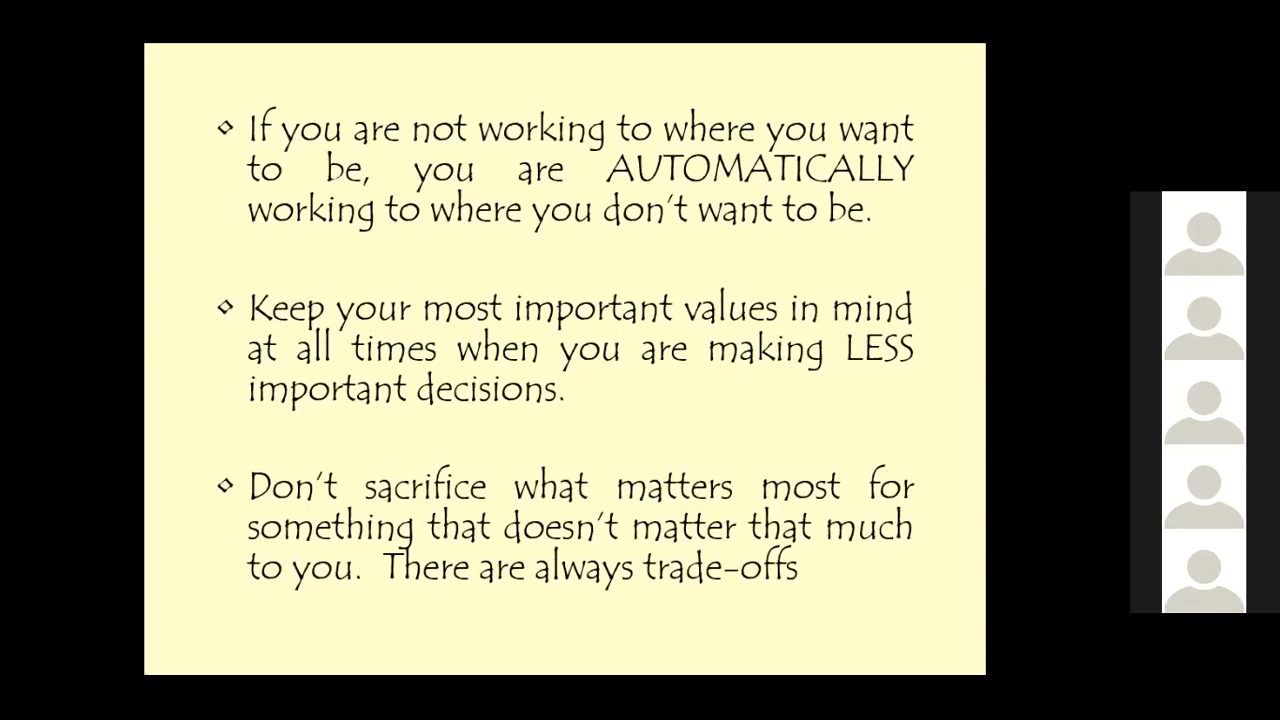 If you are not working to where you want
to be, you are AUTOMATICALLY
working to where you don't want to be.
Keep your most important values in mind
at all times when you are making LESS
important decisions.
Don't sacrifice what matters most for
something that doesn't matter that much
to you. There are always trade-offs